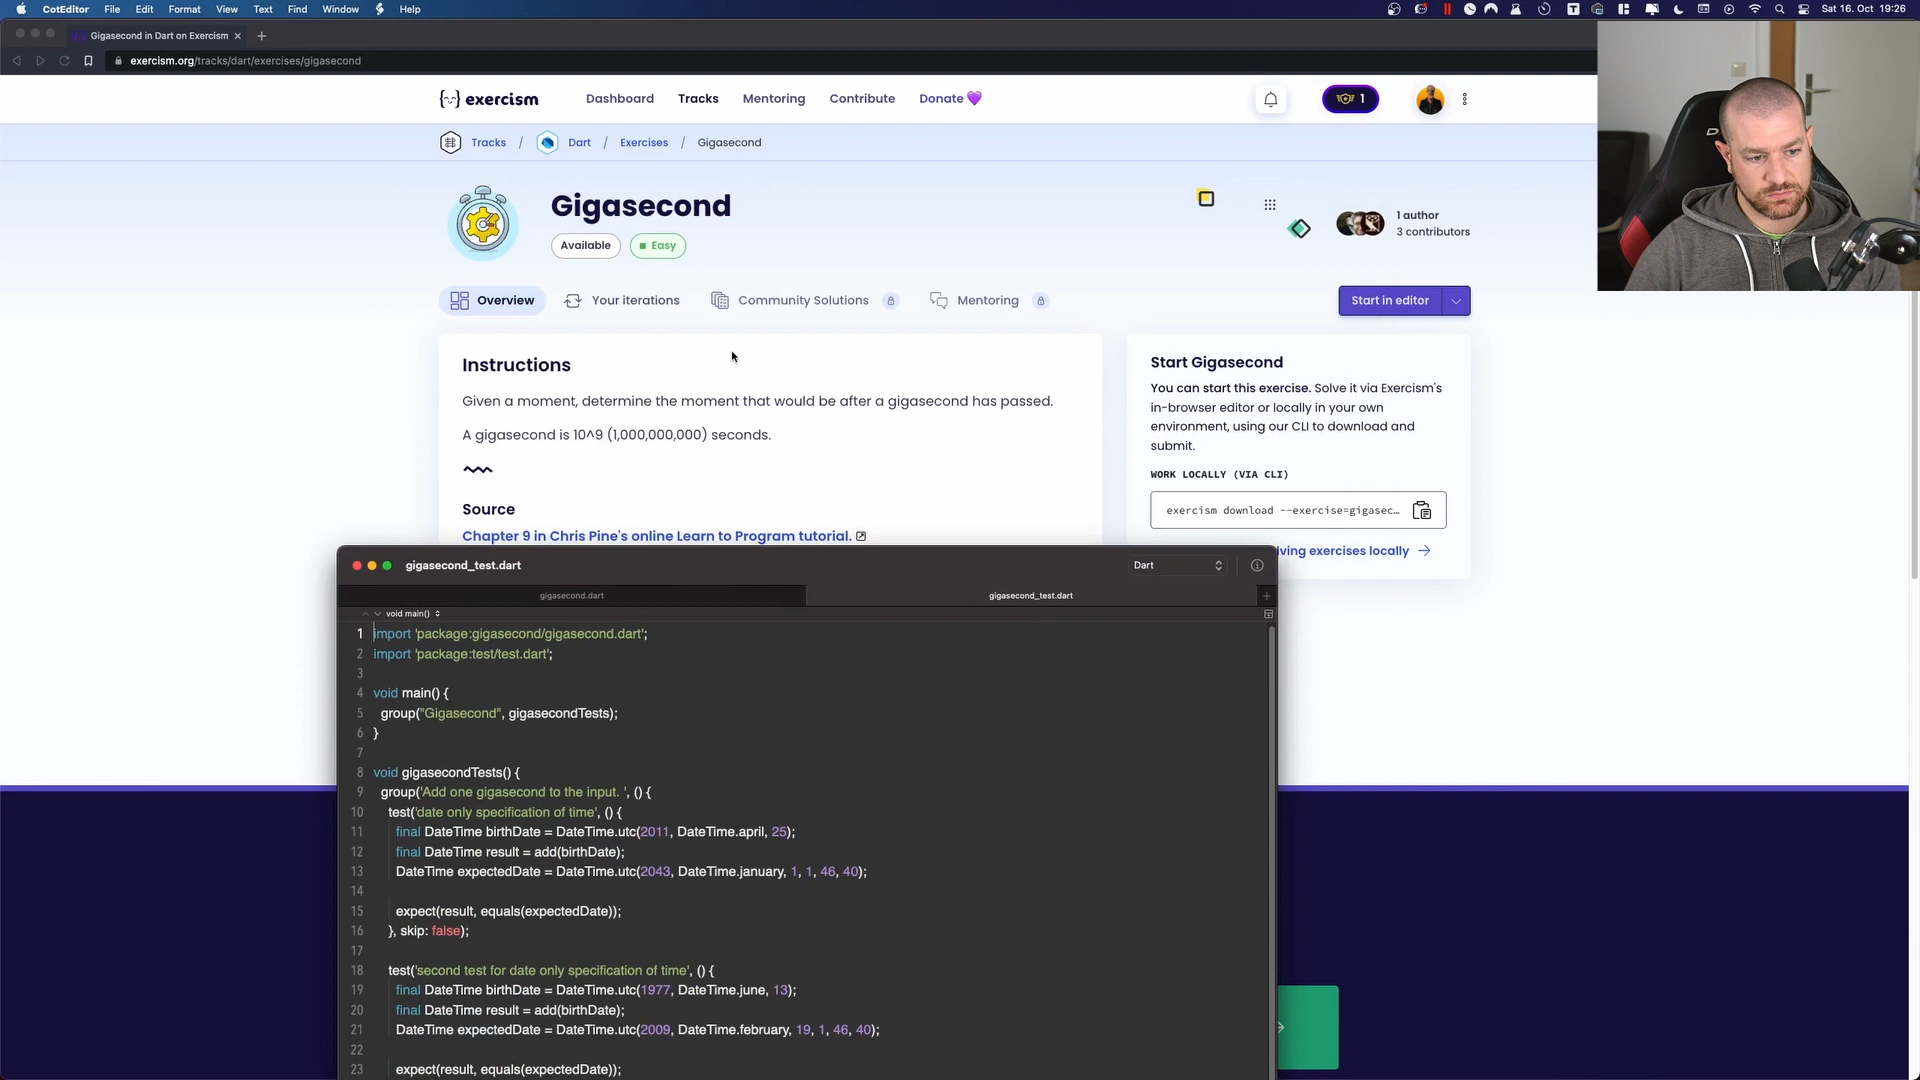 CotEditor File Edit Format View Text Find Window Help
Sat 16. Oct 19:26
Gigasecond in Dart on Exercism
exercism.org/tracks/dart/exercises/gigasecond
exercism Dashboard Tracks Mentoring Contribute Donate 1
Tracks / Dart / Exercises / Gigasecond
Gigasecond
Available Easy
1 author
3 contributors
Overview Your iterations Community Solutions Mentoring Start in editor
Instructions
Given a moment, determine the moment that would be after a gigasecond has passed.
A gigasecond is 10^9 (1,000,000,000) seconds.
Source
Chapter 9 in Chris Pine's online Learn to Program tutorial.
Start Gigasecond
You can start this exercise. Solve it via Exercism's
in-browser editor or locally in your own
environment, using our CLI to download and
submit.
WORK LOCALLY (VIA CLI)
exercism download --exercise=gigasec…
lving exercises locally
gigasecond_test.dart Dart
gigasecond.dart gigasecond_test.dart
void main()
1 import 'package:gigasecond/gigasecond.dart';
2 import 'package:test/test.dart';
3
4 void main() {
5 group("Gigasecond", gigasecondTests);
6 }
7
8 void gigasecondTests() {
9 group('Add one gigasecond to the input. ', () {
10 test('date only specification of time', () {
11 final DateTime birthDate = DateTime.utc(2011, DateTime.april, 25);
12 final DateTime result = add(birthDate);
13 DateTime expectedDate = DateTime.utc(2043, DateTime.january, 1, 1, 46, 40);
14
15 expect(result, equals(expectedDate));
16 }, skip: false);
17
18 test('second test for date only specification of time', () {
19 final DateTime birthDate = DateTime.utc(1977, DateTime.june, 13);
20 final DateTime result = add(birthDate);
21 DateTime expectedDate = DateTime.utc(2009, DateTime.february, 19, 1, 46, 40);
22
23 expect(result, equals(expectedDate));